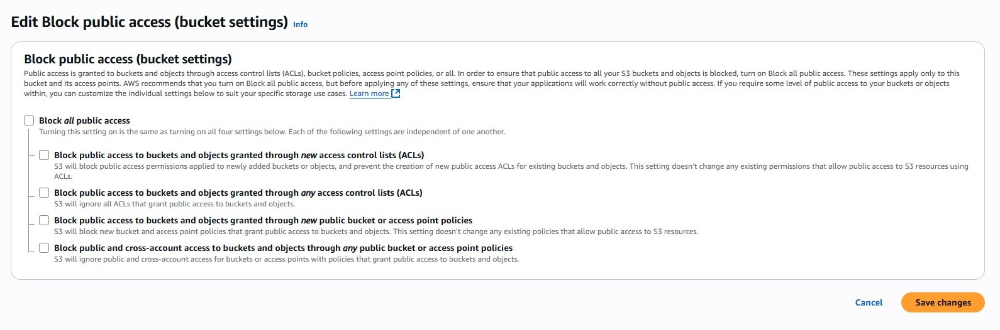 Edit Block public access (bucket settings) Info
Block public access (bucket settings)
Public access is granted to buckets and objects through access control lists (ACLs), bucket policies, access point policies, or all. In order to ensure that public access to all your S3 buckets and objects is blocked, turn on Block all public access. These settings apply only to this
bucket and its access points. AWS recommends that you turn on Block all public access, but before applying any of these settings, ensure that your applications will work correctly without public access. If you require some level of public access to your buckets or objects
within, you can customize the individual settings below to suit your specific storage use cases. Learn more
Block all public access
Turning this setting on is the same as turning on all four settings below. Each of the following settings are independent of one another.
Block public access to buckets and objects granted through new access control lists (ACLs)
S3 will block public access permissions applied to newly added buckets or objects, and prevent the creation of new public access ACLs for existing buckets and objects. This setting doesn't change any existing permissions that allow public access to S3 resources using
ACLs.
Block public access to buckets and objects granted through any access control lists (ACLs)
S3 will ignore all ACLs that grant public access to buckets and objects.
Block public access to buckets and objects granted through new public bucket or access point policies
S3 will block new bucket and access point policies that grant public access to buckets and objects. This setting doesn't change any existing policies that allow public access to S3 resources.
Block public and cross-account access to buckets and objects through any public bucket or access point policies
S3 will ignore public and cross-account access for buckets or access points with policies that grant public access to buckets and objects.
Cancel Save changes